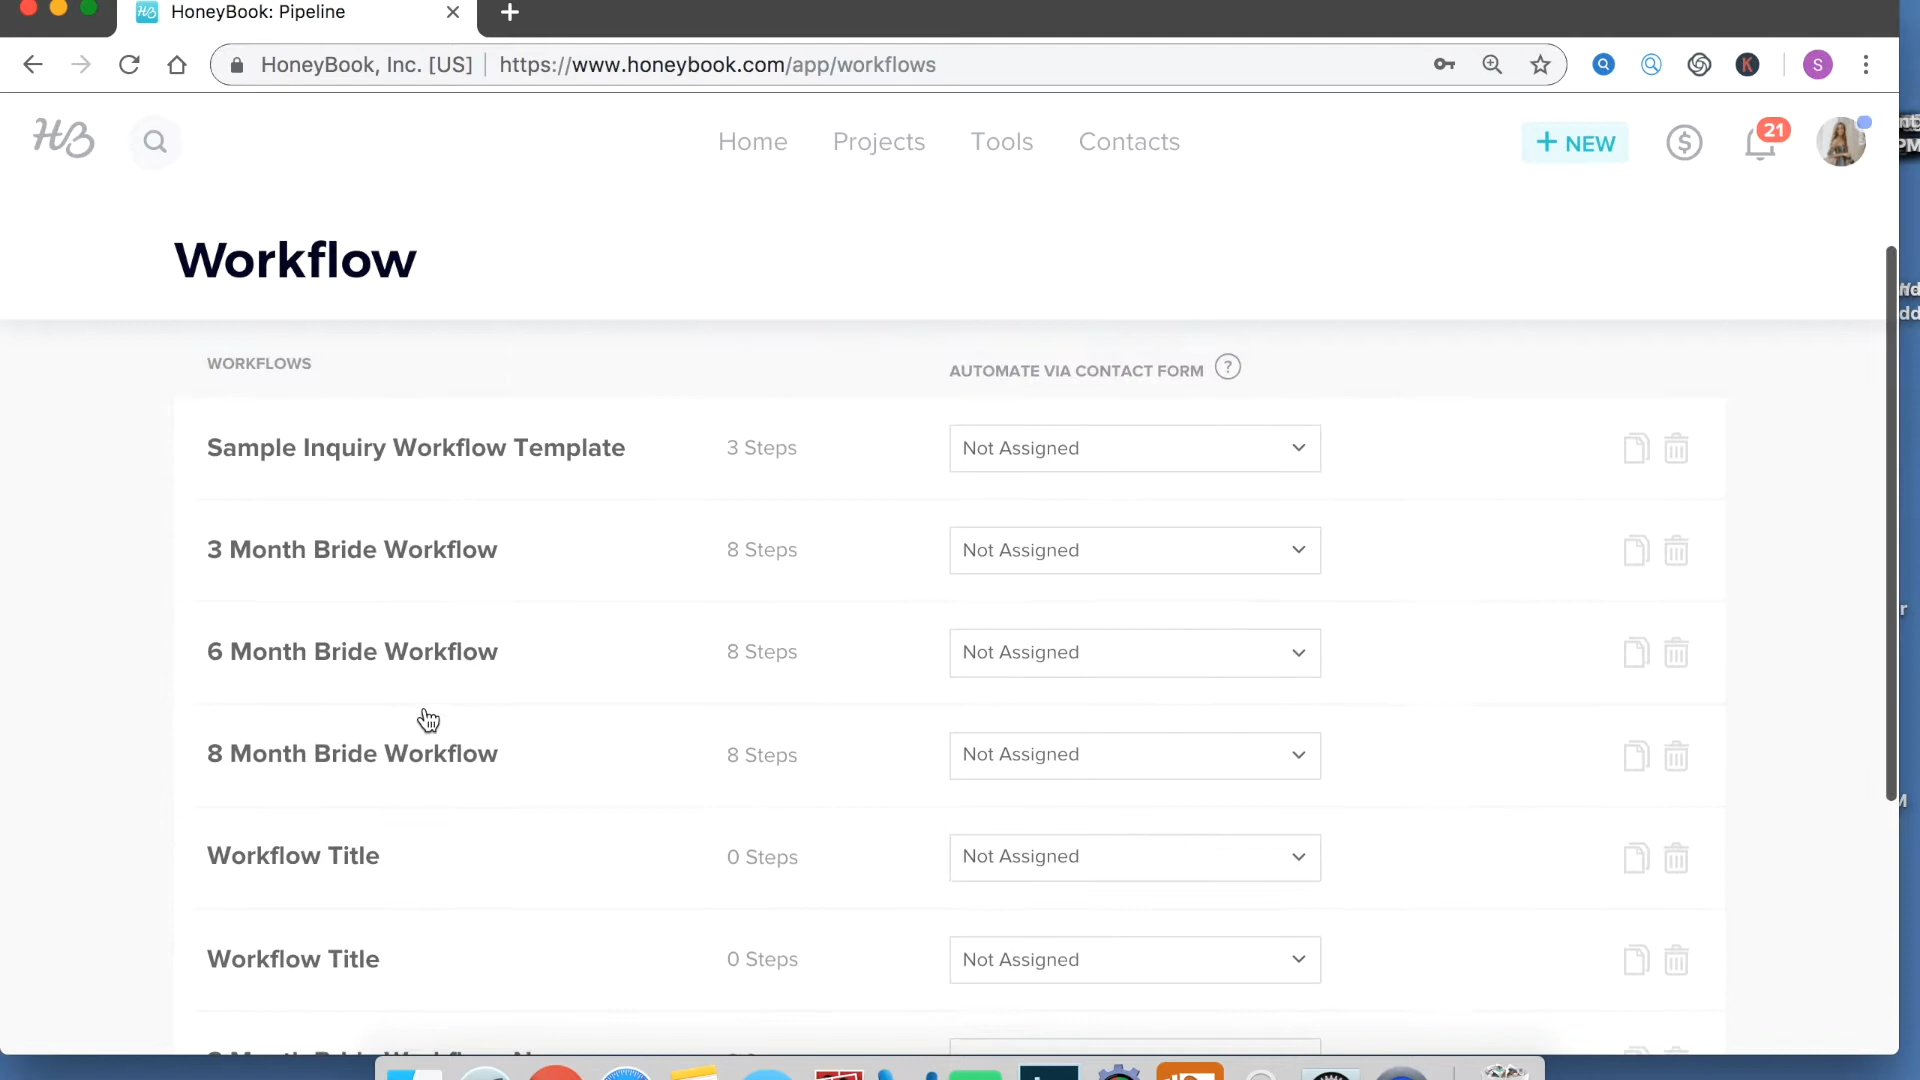 HoneyBook: Pipeline
HoneyBook, Inc. [US] https://www.honeybook.com/app/workflows
K
S
HB
Home Projects Tools Contacts
+ NEW
$
21
Workflow
WORKFLOWS
AUTOMATE VIA CONTACT FORM ?
Sample Inquiry Workflow Template 3 Steps Not Assigned
3 Month Bride Workflow 8 Steps Not Assigned
6 Month Bride Workflow 8 Steps Not Assigned
8 Month Bride Workflow 8 Steps Not Assigned
Workflow Title 0 Steps Not Assigned
Workflow Title 0 Steps Not Assigned